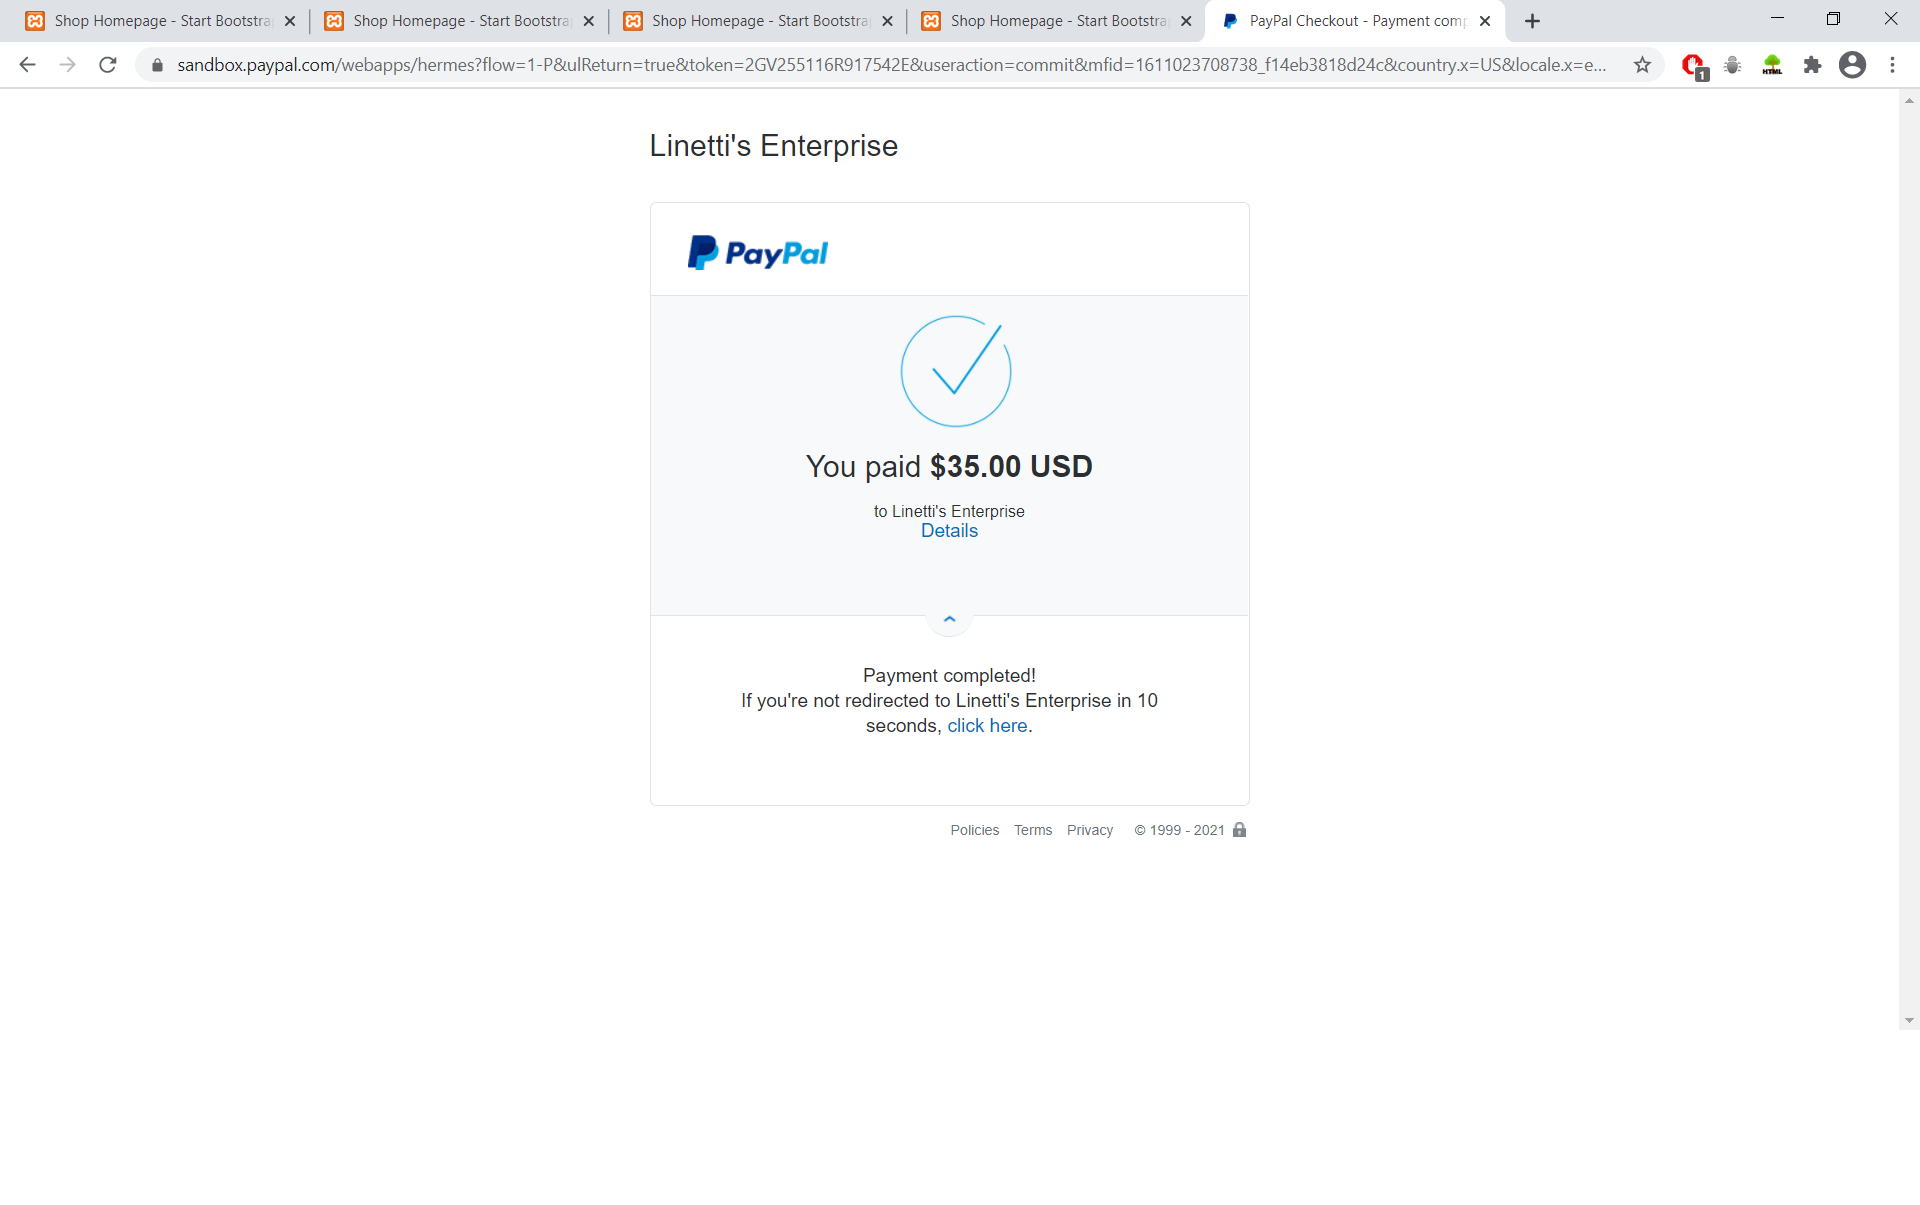 Shop Homepage - Start Bootstra
Shop Homepage - Start Bootstra
Shop Homepage - Start Bootstra
Shop Homepage - Start Bootstra
PayPal Checkout - Payment comp
sandbox.paypal.com/webapps/hermes?flow=1-P&ulReturn=true&token=2GV255116R917542E&useraction=commit&mfid=1611023708738_f14eb3818d24c&country.x=US&locale.x=e...
1
HTML
Linetti's Enterprise
PayPal
You paid $35.00 USD
to Linetti's Enterprise
Details
Payment completed!
If you're not redirected to Linetti's Enterprise in 10
seconds, click here.
Policies Terms Privacy © 1999 - 2021